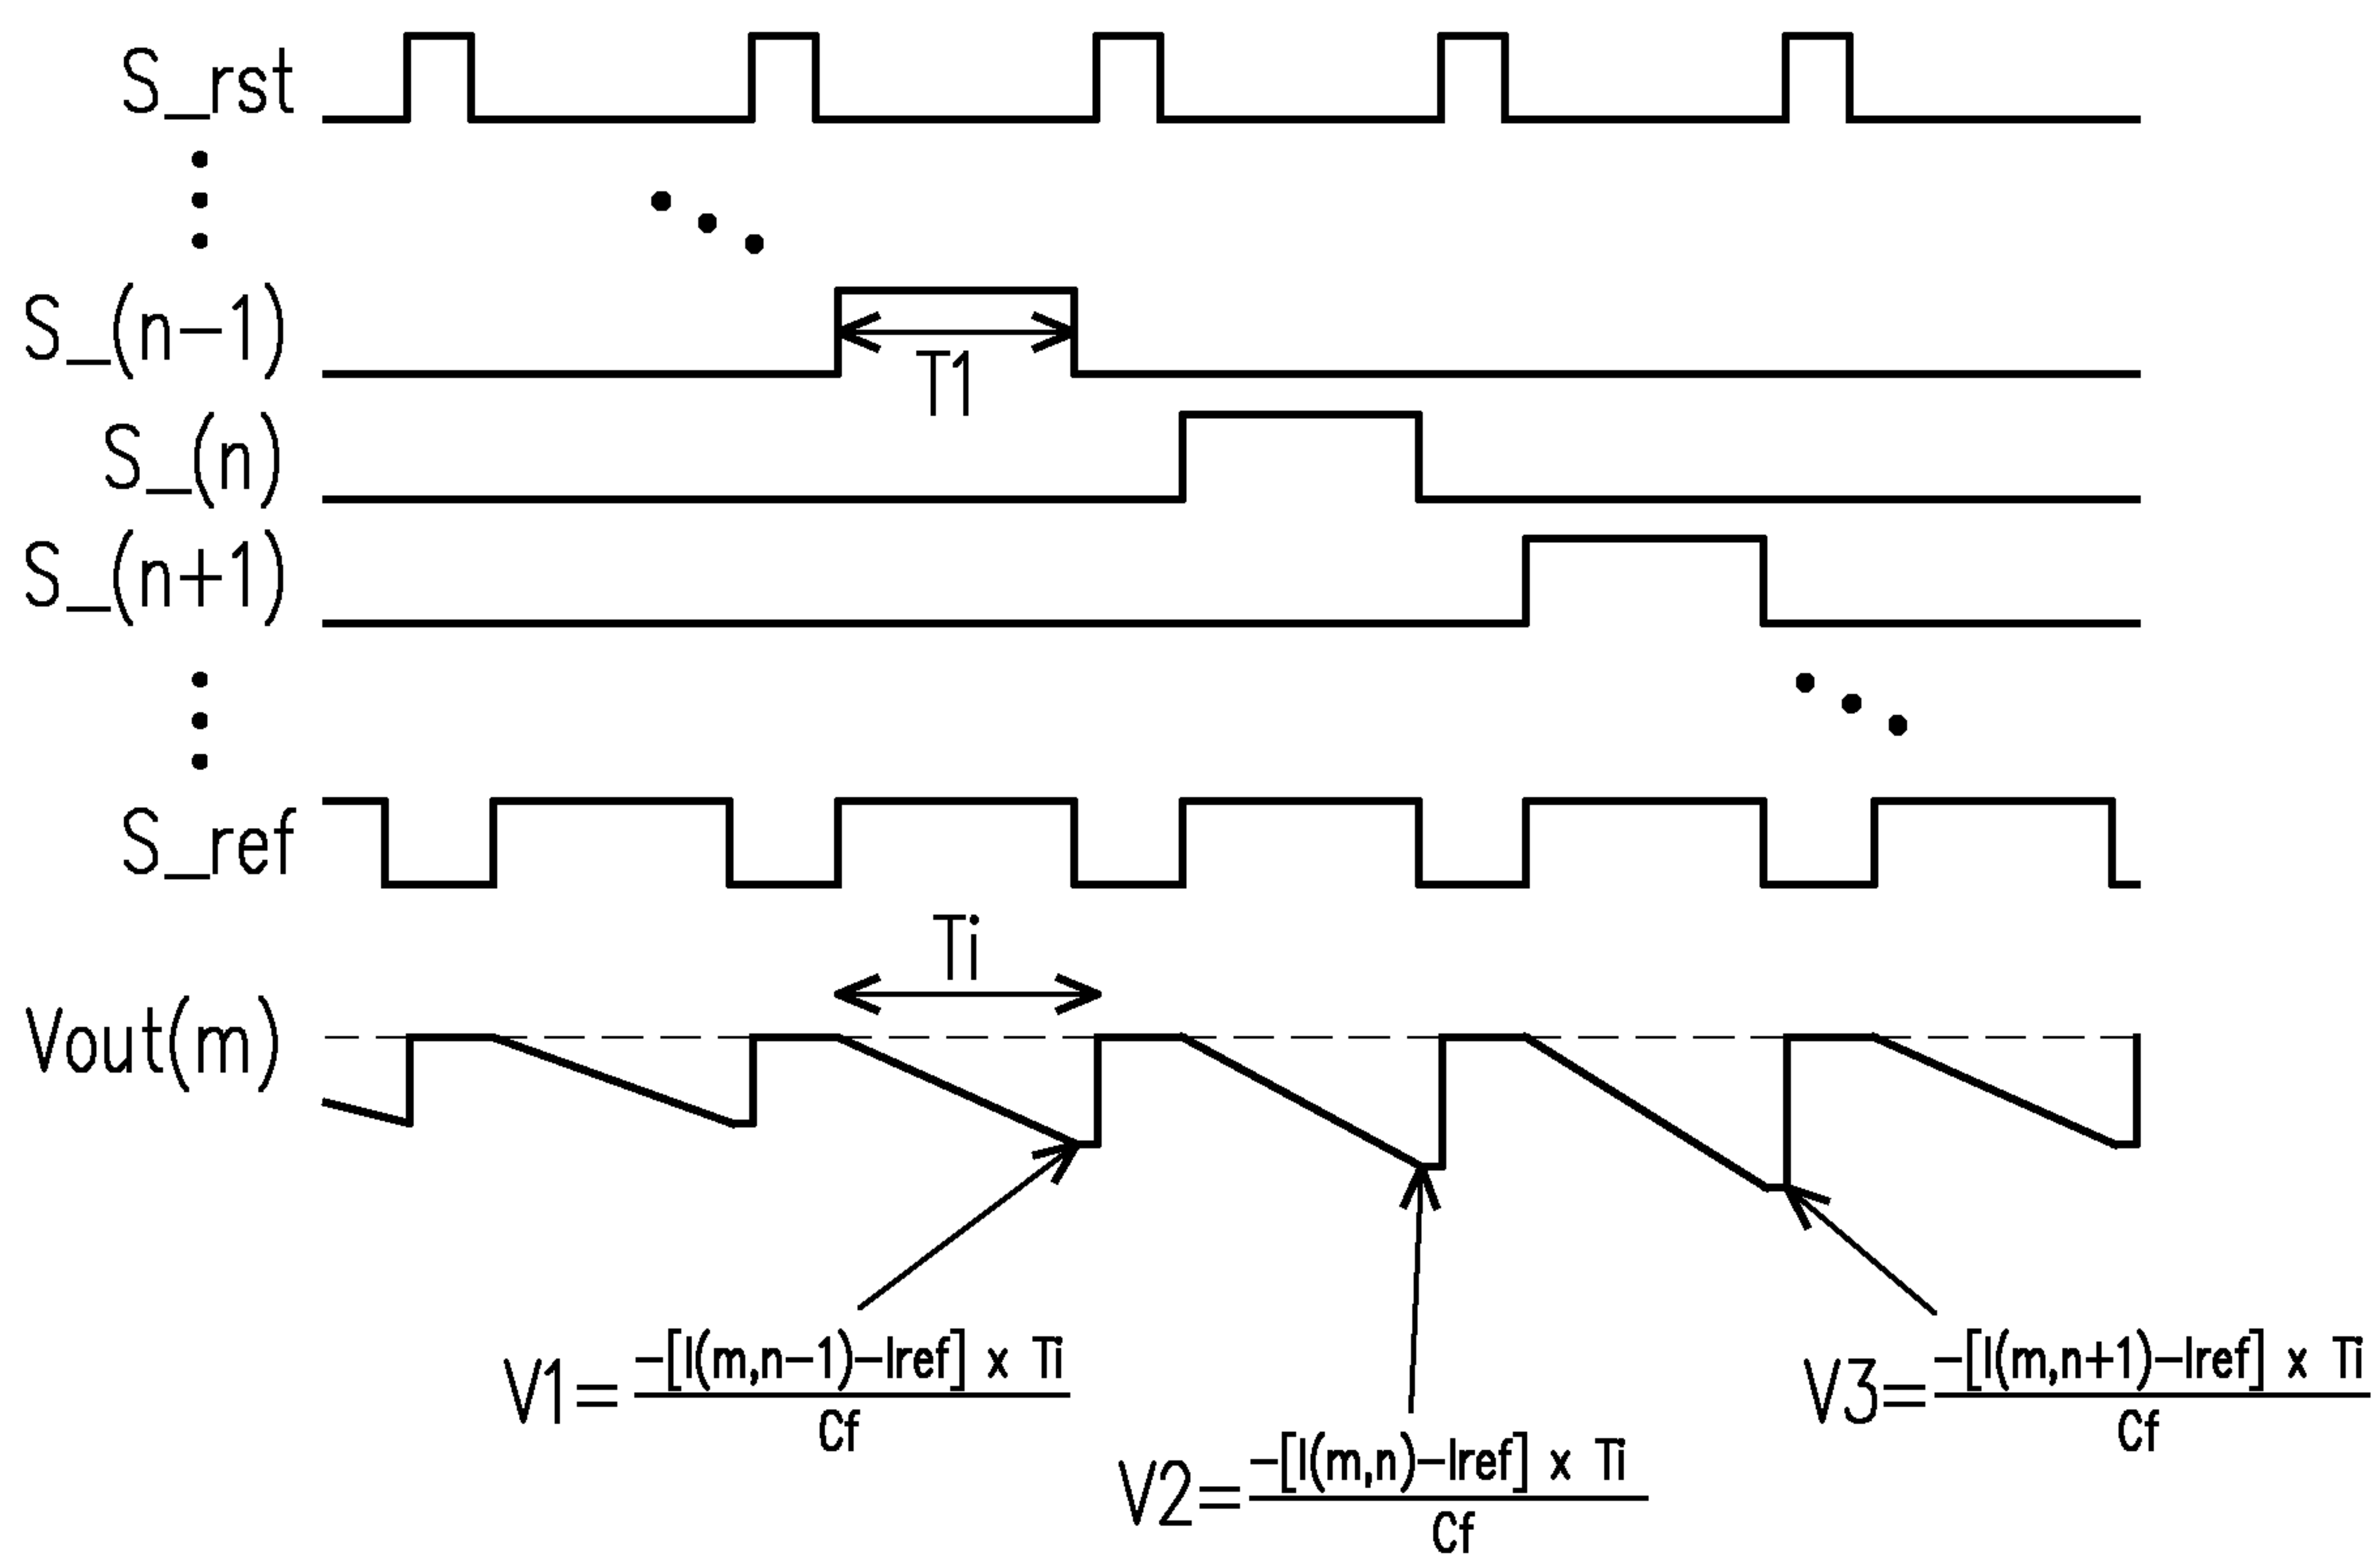 S_rst
S_(n-1)
T1
S_(n)
S_(n+1)
S_ref
Ti
Vout(m)
V1= -[I(m,n-1)-Iref] x Ti
Cf
V2= -[I(m,n)-Iref] x Ti
Cf
V3= -[I(m,n+1)-Iref] x Ti
Cf